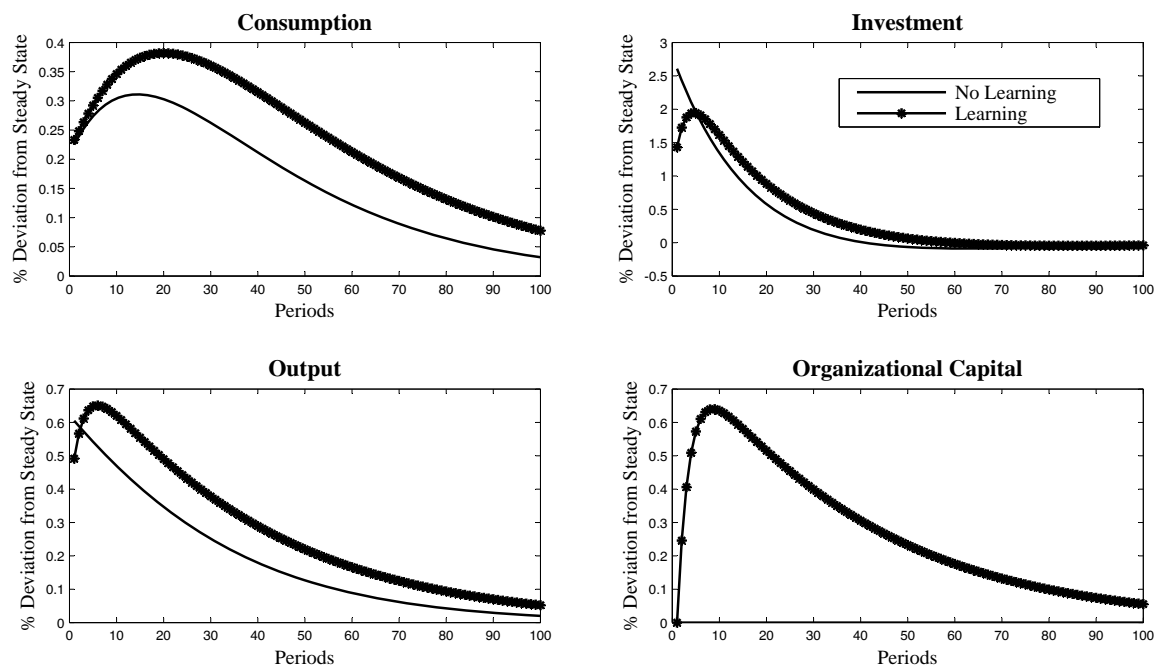 Consumption
% Deviation from Steady State
0.4
0.35
0.3
0.25
0.2
0.15
0.1
0.05
0
0 10 20 30 40 50 60 70 80 90 100
Periods
Investment
% Deviation from Steady State
3
2.5
2
1.5
1
0.5
0
-0.5
0 10 20 30 40 50 60 70 80 90 100
Periods
No Learning
Learning
Output
% Deviation from Steady State
0.7
0.6
0.5
0.4
0.3
0.2
0.1
0
0 10 20 30 40 50 60 70 80 90 100
Periods
Organizational Capital
% Deviation from Steady State
0.7
0.6
0.5
0.4
0.3
0.2
0.1
0
0 10 20 30 40 50 60 70 80 90 100
Periods